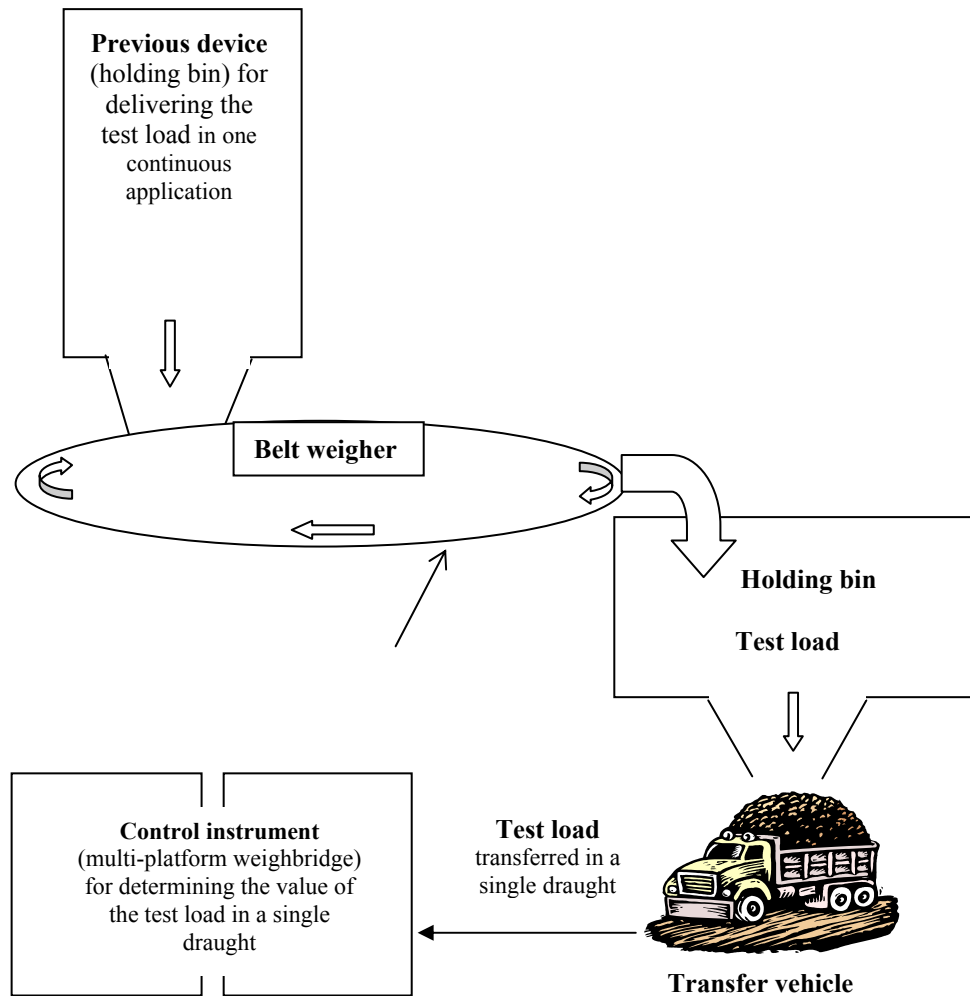 Previous device
(holding bin) for
delivering the
test load in one
continuous
application
Belt weigher
Holding bin
Test load
Control instrument
(multi-platform weighbridge)
for determining the value of
the test load in a single
draught
Test load
transferred in a
single draught
Transfer vehicle